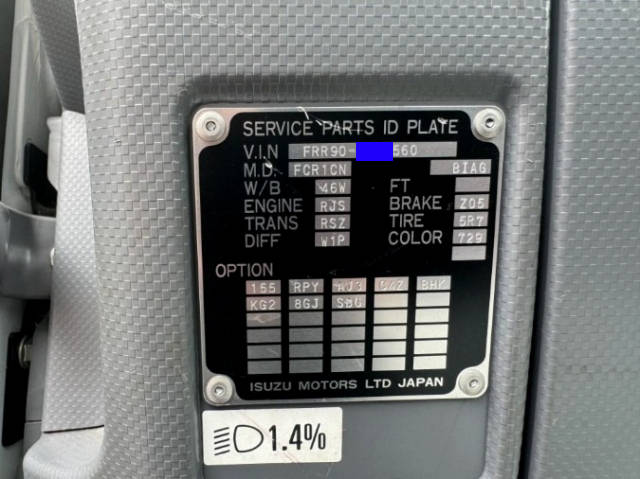 SERVICE PARTS ID PLATE
V.I.N FRR90- 560
M.D. FCR1CN BIAG
W/B 46W FT
ENGINE RJS BRAKE Z05
TRANS RSZ TIRE 5R7
DIFF W1P COLOR 729
OPTION
155 RPY
KG2 8GJ
ISUZU MOTORS LTD JAPAN
1.4%